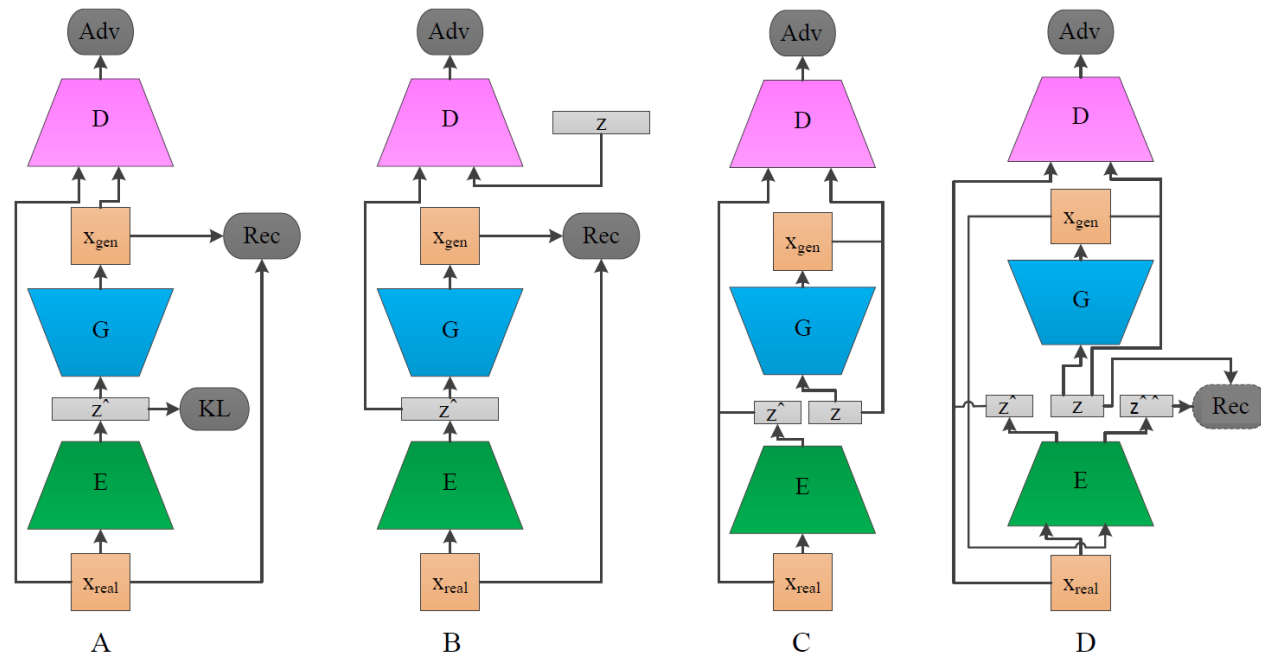 Adv
D
x_gen
Rec
G
z^
KL
E
x_real
A
Adv
D
z
x_gen
Rec
G
z^
E
x_real
B
Adv
D
x_gen
G
z^ z
E
x_real
C
Adv
D
x_gen
G
z^ z z^^
Rec
E
x_real
D